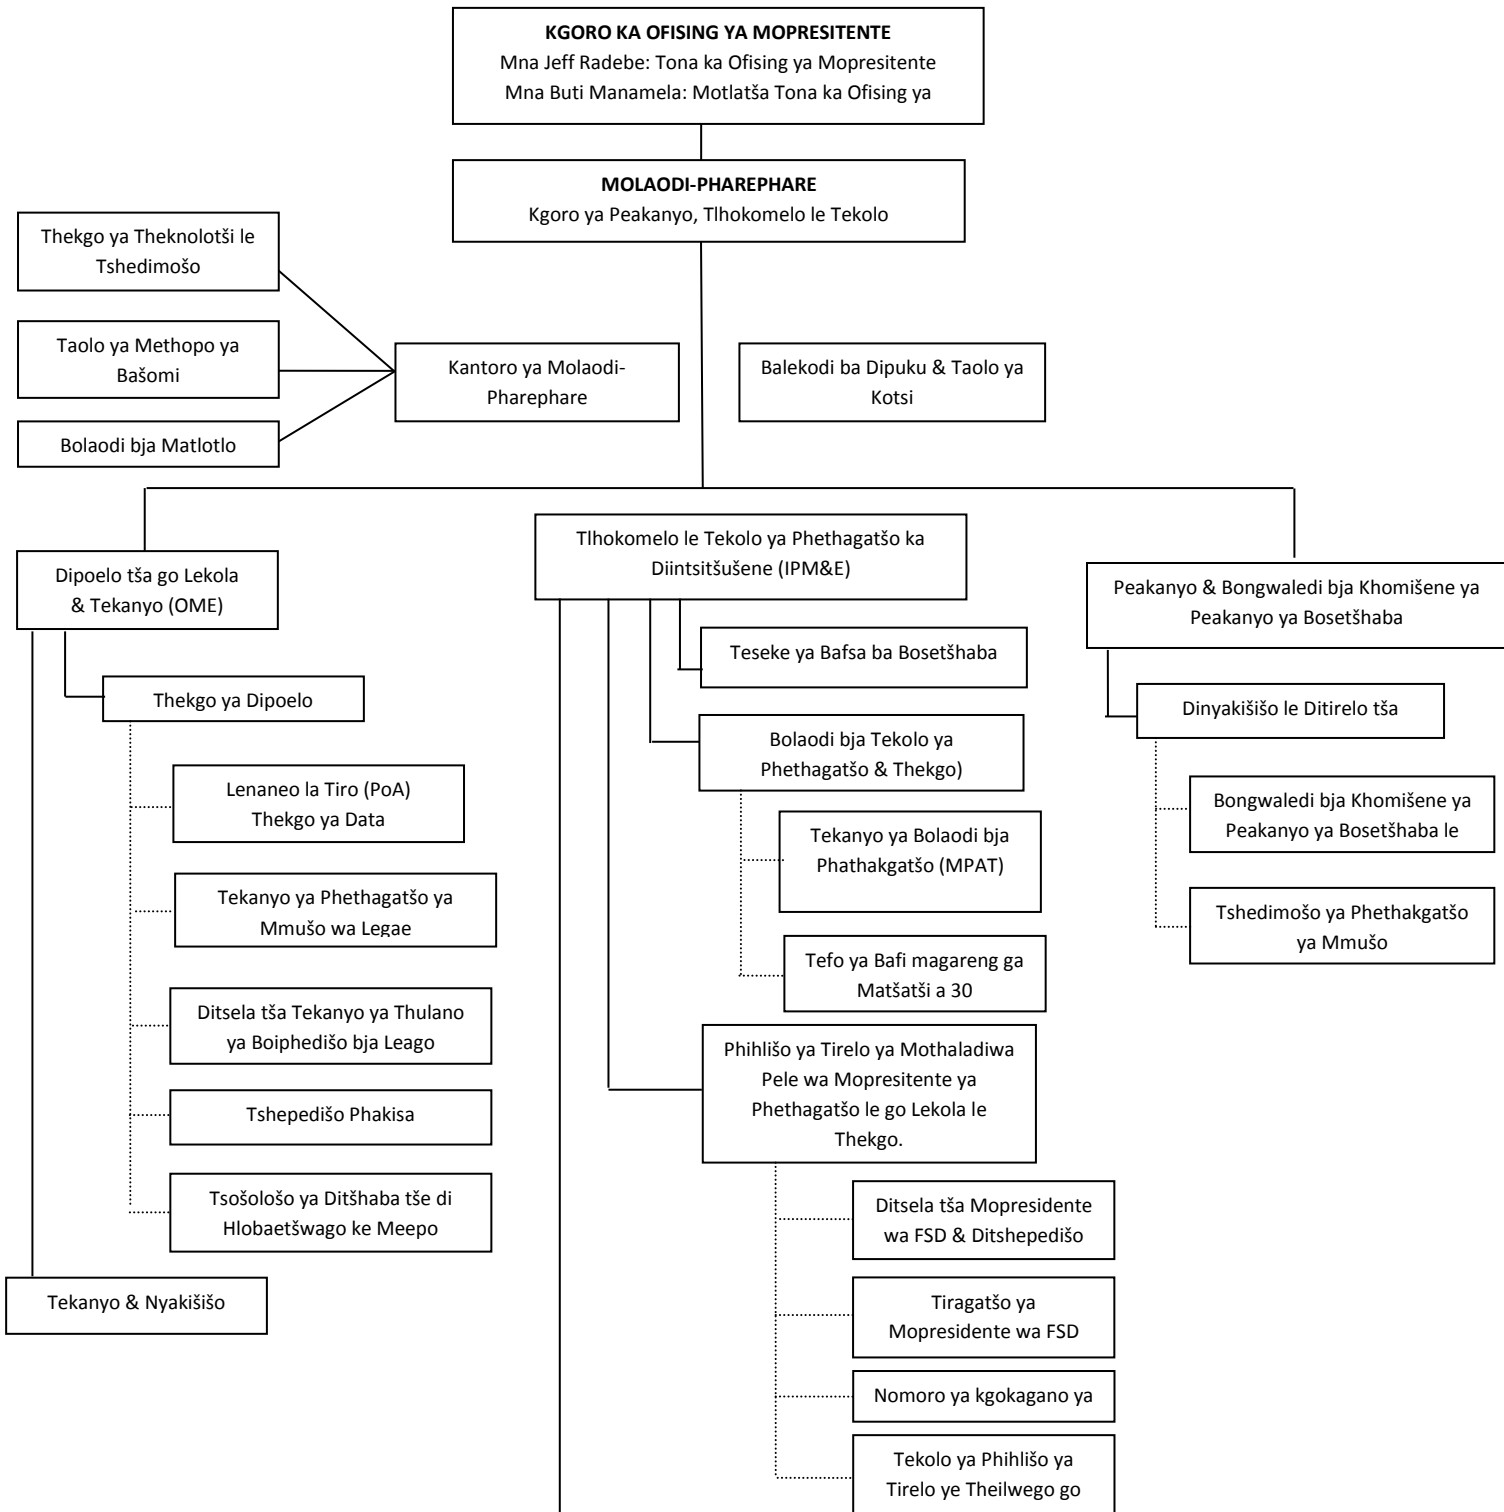 KGORO KA OFISING YA MOPRESITENTE
Mna Jeff Radebe: Tona ka Ofising ya Mopresitente
Mna Buti Manamela: Motlatša Tona ka Ofising ya
MOLAODI-PHAREPHARE
Kgoro ya Peakanyo, Tlhokomelo le Tekolo
Thekgo ya Theknolotši le
Tshedimošo
Taolo ya Methopo ya
Bašomi
Bolaodi bja Matlotlo
Kantoro ya Molaodi-
Pharephare
Balekodi ba Dipuku & Taolo ya
Kotsi
Dipoelo tša go Lekola
& Tekanyo (OME)
Thekgo ya Dipoelo
Lenaneo la Tiro (PoA)
Thekgo ya Data
Tekanyo ya Phethagatšo ya
Mmušo wa Legae
Ditsela tša Tekanyo ya Thulano
ya Boiphedišo bja Leago
Tshepedišo Phakisa
Tsošološo ya Ditšhaba tše di
Hlobaetšwago ke Meepo
Tekanyo & Nyakišišo
Tlhokomelo le Tekolo ya Phethagatšo ka
Diintsitšušene (IPM&E)
Teseke ya Bafsa ba Bosetšhaba
Bolaodi bja Tekolo ya
Phethagatšo & Thekgo)
Tekanyo ya Bolaodi bja
Phathakgatšo (MPAT)
Tefo ya Bafi magareng ga
Matšatši a 30
Phihlišo ya Tirelo ya Mothaladiwa
Pele wa Mopresitente ya
Phethagatšo le go Lekola le
Thekgo.
Ditsela tša Mopresidente
wa FSD & Ditshepedišo
Tiragatšo ya
Mopresidente wa FSD
Nomoro ya kgokagano ya
Tekolo ya Phihlišo ya
Tirelo ye Theilwego go
Peakanyo & Bongwaledi bja Khomišene ya
Peakanyo ya Bosetšhaba
Dinyakišišo le Ditirelo tša
Bongwaledi bja Khomišene ya
Peakanyo ya Bosetšhaba le
Tshedimošo ya Phethakgatšo
ya Mmušo